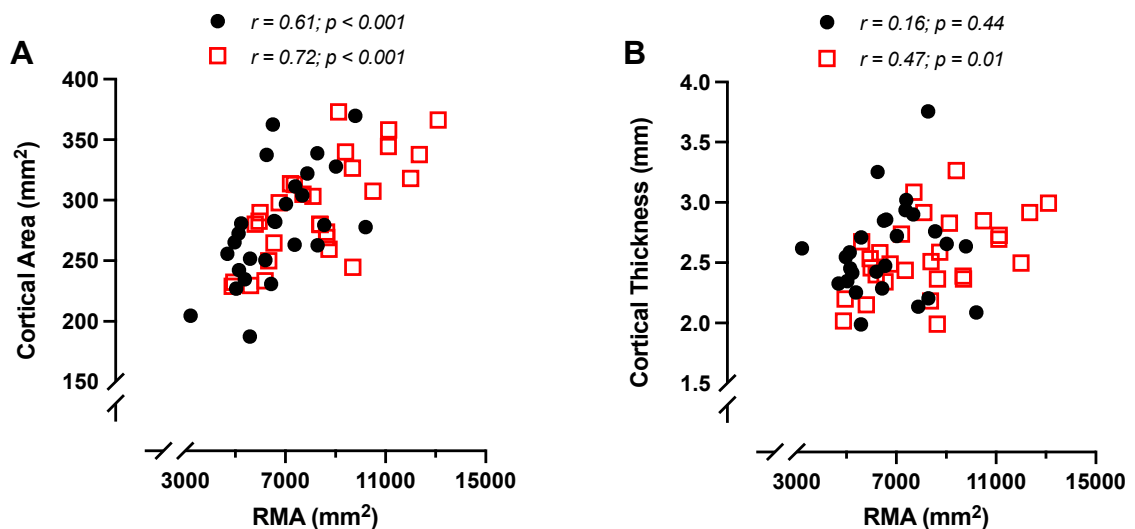 A
r = 0.61; p < 0.001
r = 0.72; p < 0.001
Cortical Area (mm²)
400
350
300
250
200
150
3000 7000 11000 15000
RMA (mm²)
B
r = 0.16; p = 0.44
r = 0.47; p = 0.01
Cortical Thickness (mm)
4.0
3.5
3.0
2.5
2.0
1.5
3000 7000 11000 15000
RMA (mm²)